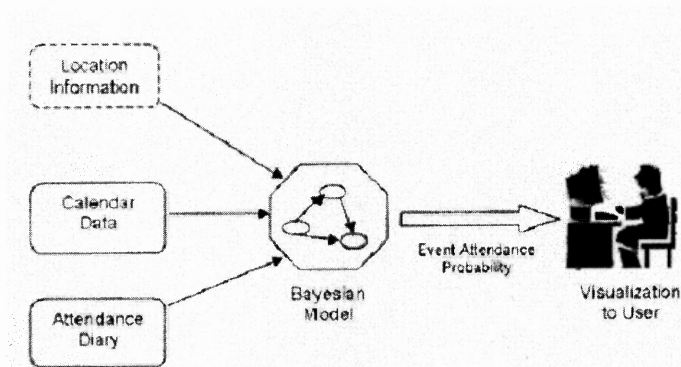 Location
Information
Calendar
Data
Attendance
Diary
Bayesian
Model
Event Attendance
Probability
Visualization
to User